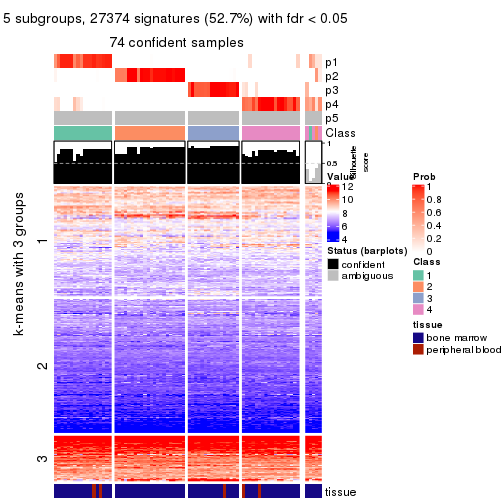 5 subgroups, 27374 signatures (52.7%) with fdr < 0.05
74 confident samples
p1
p2
p3
p4
p5
Class
1
0.5
0
Silhouette
score
k-means with 3 groups
1
2
3
tissue
Value
12
10
8
6
4
Status (barplots)
confident
ambiguous
Prob
1
0.8
0.6
0.4
0.2
0
Class
1
2
3
4
tissue
bone marrow
peripheral blood